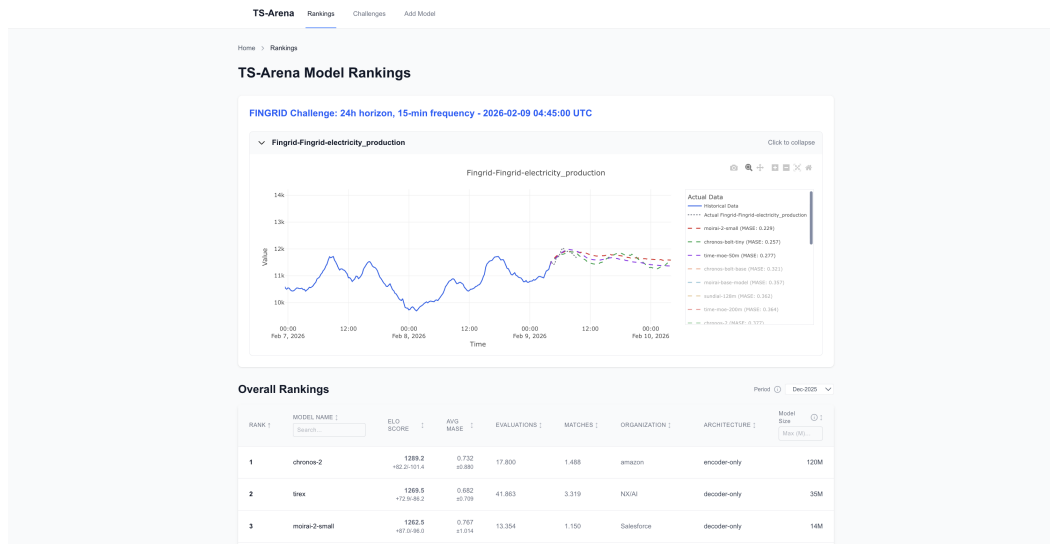 TS-Arena Rankings Challenges Add Model
Home > Rankings
TS-Arena Model Rankings
FINGRID Challenge: 24h horizon, 15-min frequency - 2026-02-09 04:45:00 UTC
Fingrid-Fingrid-electricity_production Click to collapse
Fingrid-Fingrid-electricity_production
14k
13k
12k
11k
10k
Value
00:00 12:00 00:00 12:00 00:00 12:00 00:00
Feb 7, 2026 Feb 8, 2026 Feb 9, 2026 Feb 10, 2026
Time
Actual Data
Historical Data
Actual Fingrid-Fingrid-electricity_production
moirai-2-small (MASE: 0.229)
chronos-bolt-tiny (MASE: 0.257)
time-moe-50m (MASE: 0.277)
chronos-bolt-base (MASE: 0.321)
moirai-base-model (MASE: 0.357)
sundial-128m (MASE: 0.362)
time-moe-200m (MASE: 0.364)
chronos-2 (MASE: 0.377)
Overall Rankings
Period Dec-2025
RANK MODEL NAME ELO SCORE AVG MASE EVALUATIONS MATCHES ORGANIZATION ARCHITECTURE Model Size
Search... Max (M)...
1 chronos-2 1289.2 0.732 17.800 1.488 amazon encoder-only 120M
+82.2/-101.4 ±0.880
2 tirex 1269.5 0.682 41.863 3.319 NX/AI decoder-only 35M
+72.9/-86.2 ±0.709
3 moirai-2-small 1262.5 0.767 13.354 1.150 Salesforce decoder-only 14M
+87.0/-96.0 ±1.014